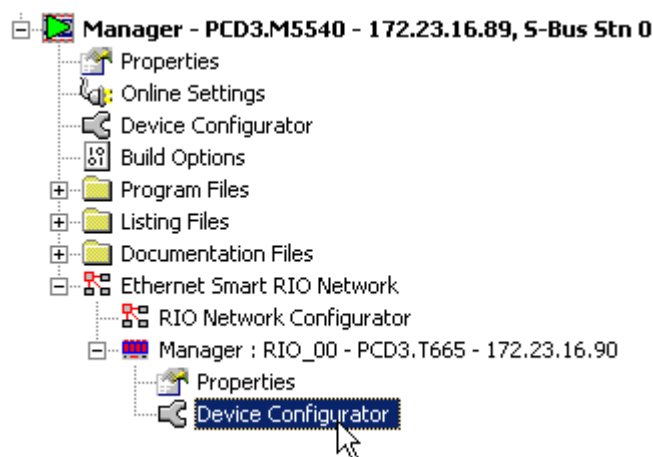 Manager - PCD3.M5540 - 172.23.16.89, S-Bus Stn 0
Properties
Online Settings
Device Configurator
Build Options
Program Files
Listing Files
Documentation Files
Ethernet Smart RIO Network
RIO Network Configurator
Manager : RIO_00 - PCD3.T665 - 172.23.16.90
Properties
Device Configurator